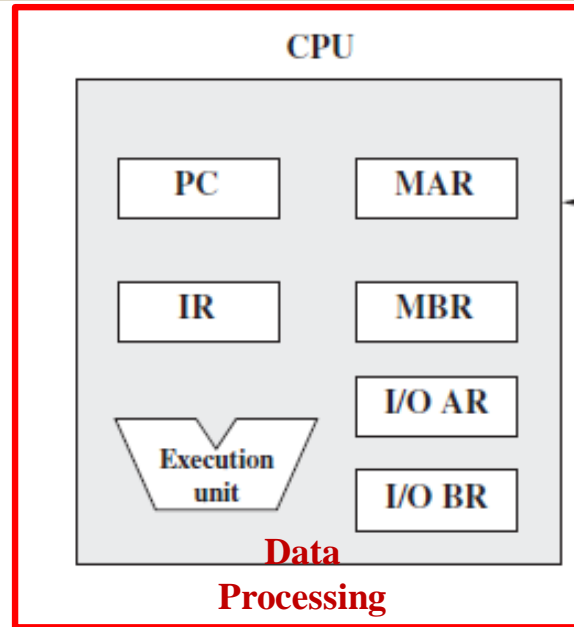 CPU
PC
MAR
IR
MBR
I/O AR
Execution
unit
I/O BR
Data
Processing